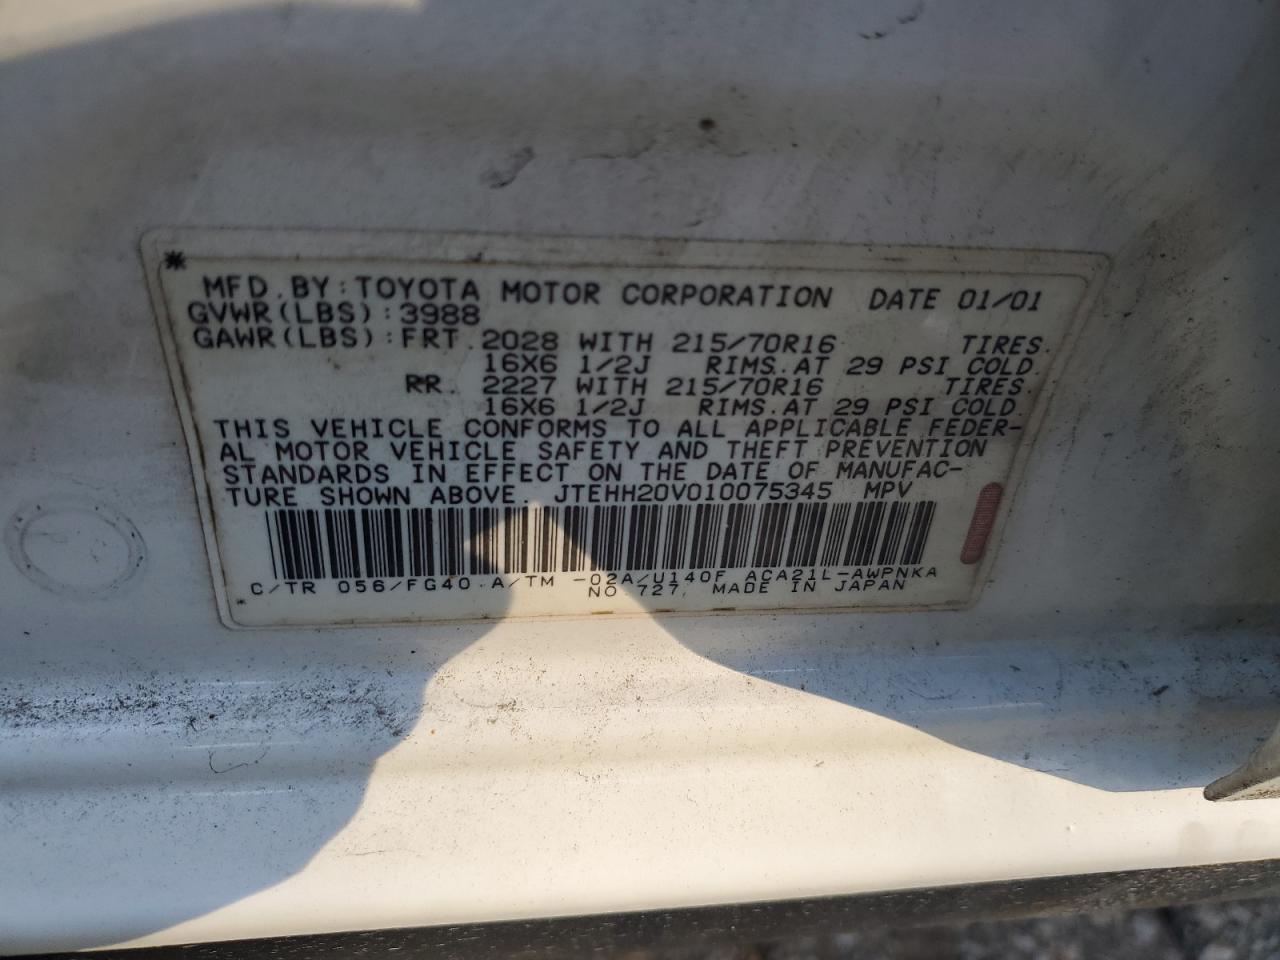 *
MFD. BY: TOYOTA MOTOR CORPORATION DATE 01/01
GVWR(LBS): 3988
GAWR(LBS): FRT. 2028 WITH 215/70R16 TIRES.
16X6 1/2J RIMS. AT 29 PSI COLD.
RR. 2227 WITH 215/70R16 TIRES.
16X6 1/2J RIMS. AT 29 PSI COLD.
THIS VEHICLE CONFORMS TO ALL APPLICABLE FEDER-
AL MOTOR VEHICLE SAFETY AND THEFT PREVENTION
STANDARDS IN EFFECT ON THE DATE OF MANUFAC-
TURE SHOWN ABOVE. JTEHH20V010075345 MPV
C/TR 056/FG40 A/TM -02A/U140F ACA21L-AWPNKA
* NO. 727, MADE IN JAPAN